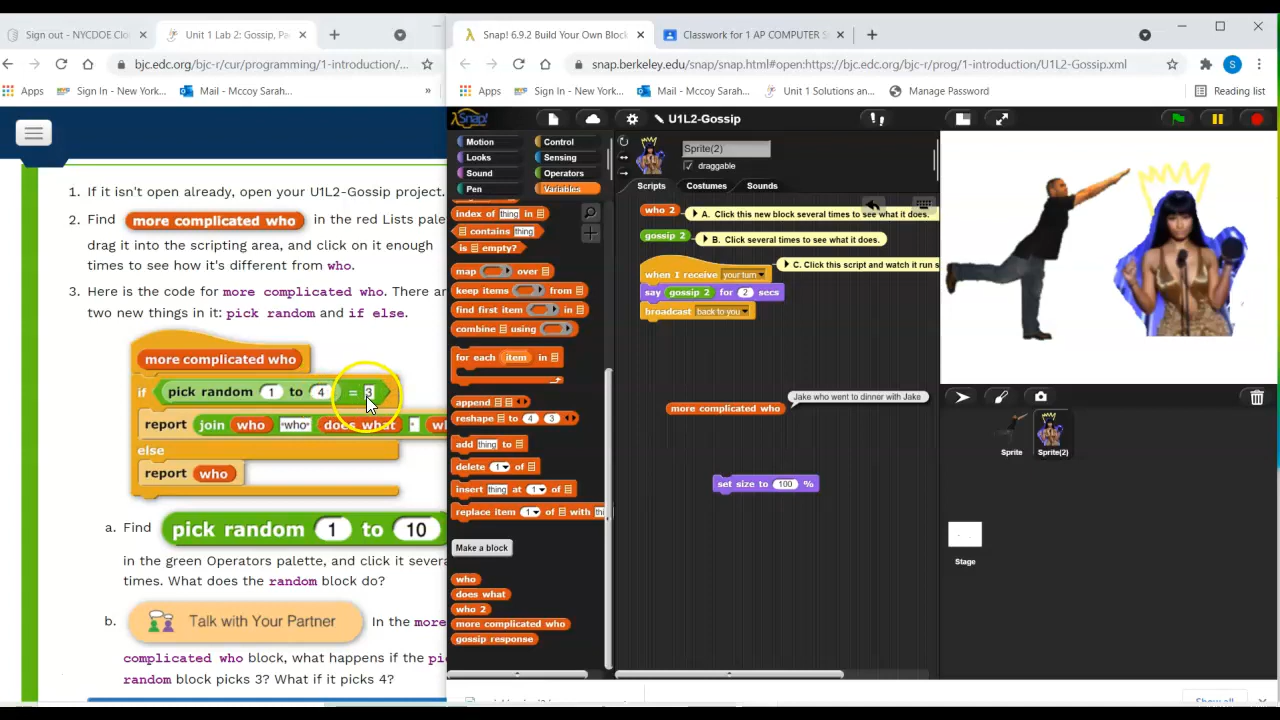 Sign out - NYCDOE Clo
Unit 1 Lab 2: Gossip, Pa
Snap! 6.9.2 Build Your Own Block
Classwork for 1 AP COMPUTER S
bjc.edc.org/bjc-r/cur/programming/1-introduction/...
snap.berkeley.edu/snap/snap.html#open:https://bjc.edc.org/bjc-r/prog/1-introduction/U1L2-Gossip.xml
S
Apps
Sign In - New York...
Mail - Mccoy Sarah...
»
Apps
Sign In - New York...
Mail - Mccoy Sarah...
Unit 1 Solutions an...
Manage Password
Reading list
1. If it isn't open already, open your U1L2-Gossip project.
2. Find more complicated who in the red Lists pale
drag it into the scripting area, and click on it enough
times to see how it's different from who.
3. Here is the code for more complicated who. There ar
two new things in it: pick random and if else.
more complicated who
if pick random 1 to 4 = 3
report join who "who" does what
else
report who
a. Find pick random 1 to 10
in the green Operators palette, and click it severa
times. What does the random block do?
b. Talk with Your Partner In the more
complicated who block, what happens if the pi
random block picks 3? What if it picks 4?
Snap!
U1L2-Gossip
Motion
Control
Looks
Sensing
Sound
Operators
Pen
Variables
index of thing in
contains thing
is empty?
map over
keep items from
find first item in
combine using
for each item in
append
reshape to 4 3
add thing to
delete 1 of
insert thing at 1 of
replace item 1 of with thi
Make a block
who
does what
who 2
more complicated who
gossip response
Sprite(2)
draggable
Scripts
Costumes
Sounds
who 2
A. Click this new block several times to see what it does.
gossip 2
B. Click several times to see what it does.
C. Click this script and watch it run s
when I receive your turn
say gossip 2 for 2 secs
broadcast back to you
more complicated who
Jake who went to dinner with Jake
set size to 100 %
Sprite
Sprite(2)
Stage
Show all